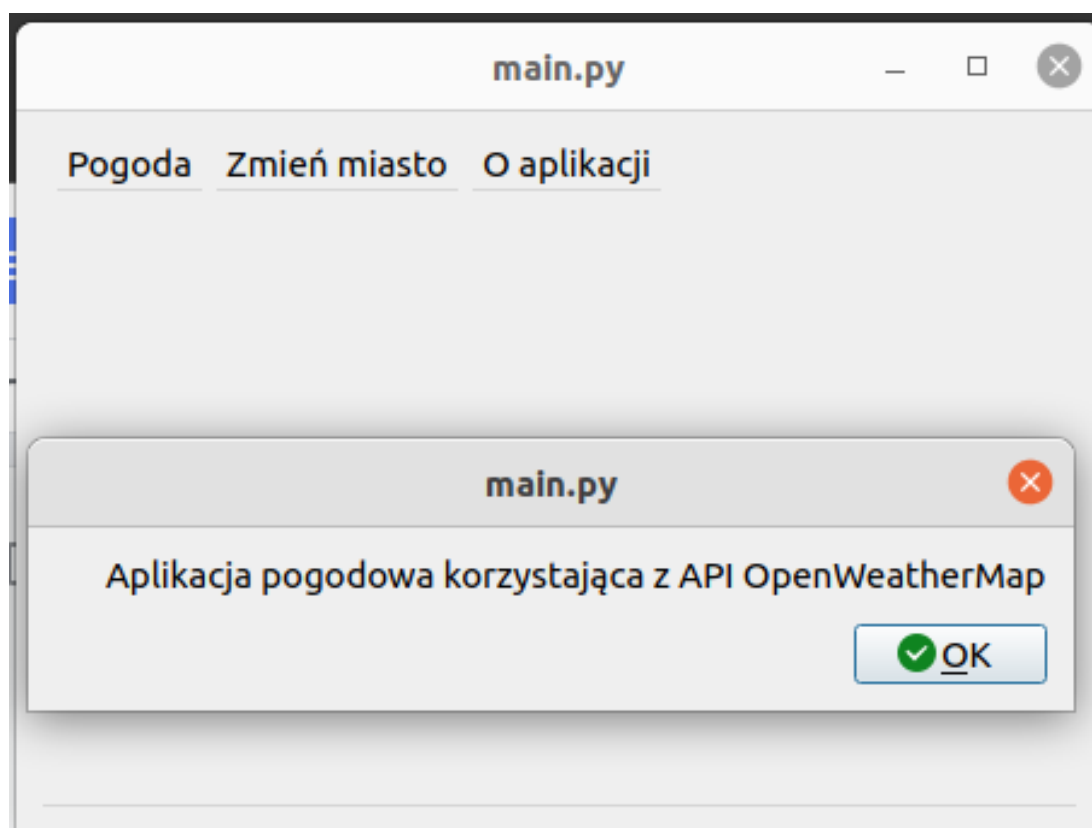 main.py
Pogoda Zmień miasto O aplikacji
main.py
Aplikacja pogodowa korzystająca z API OpenWeatherMap
OK